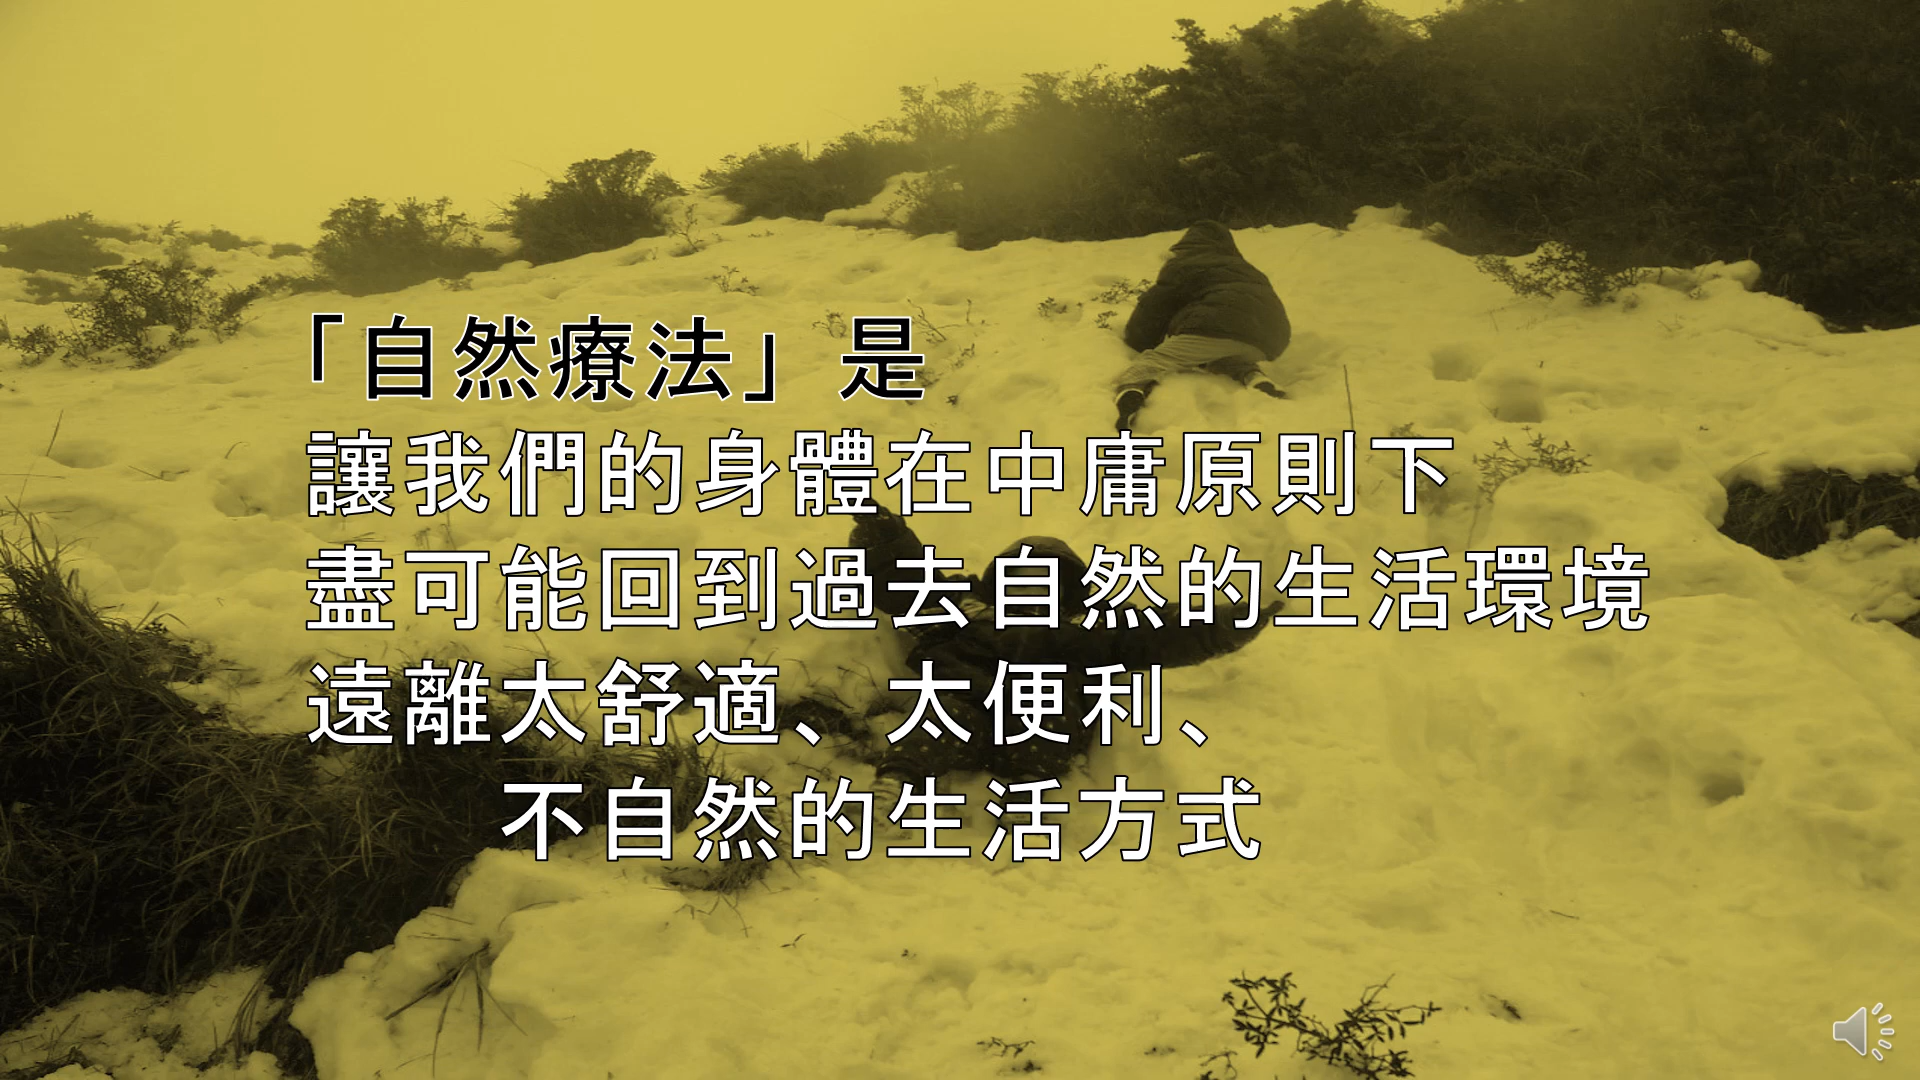 「自然療法」是
讓我們的身體在中庸原則下
盡可能回到過去自然的生活環境
遠離太舒適、太便利、
不自然的生活方式